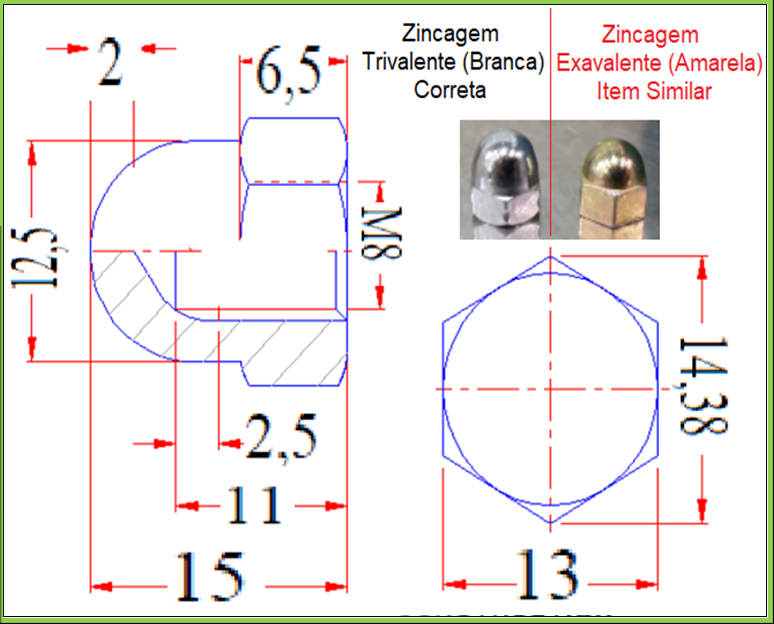 Zincagem
Trivalente (Branca)
Correta
Zincagem
Exavalente (Amarela)
Item Similar
2
6,5
12,5
M8
2,5
11
15
14,38
13